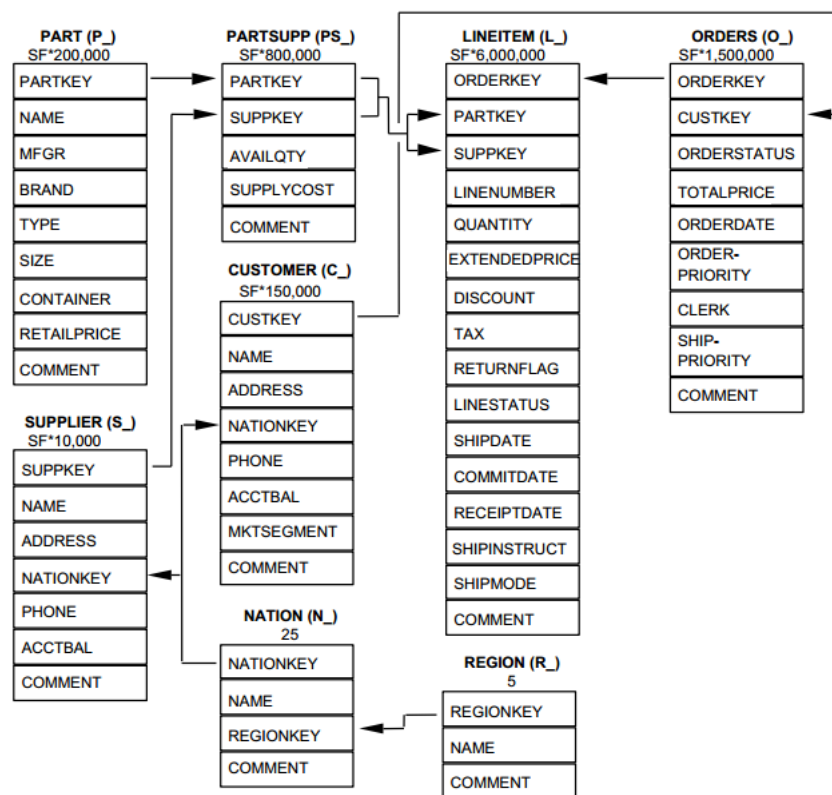 PART (P_)
SF*200,000
PARTKEY
NAME
MFGR
BRAND
TYPE
SIZE
CONTAINER
RETAILPRICE
COMMENT
SUPPLIER (S_)
SF*10,000
SUPPKEY
NAME
ADDRESS
NATIONKEY
PHONE
ACCTBAL
COMMENT
PARTSUPP (PS_)
SF*800,000
PARTKEY
SUPPKEY
AVAILQTY
SUPPLYCOST
COMMENT
CUSTOMER (C_)
SF*150,000
CUSTKEY
NAME
ADDRESS
NATIONKEY
PHONE
ACCTBAL
MKTSEGMENT
COMMENT
NATION (N_)
25
NATIONKEY
NAME
REGIONKEY
COMMENT
LINEITEM (L_)
SF*6,000,000
ORDERKEY
PARTKEY
SUPPKEY
LINENUMBER
QUANTITY
EXTENDEDPRICE
DISCOUNT
TAX
RETURNFLAG
LINESTATUS
SHIPDATE
COMMITDATE
RECEIPTDATE
SHIPINSTRUCT
SHIPMODE
COMMENT
REGION (R_)
5
REGIONKEY
NAME
COMMENT
ORDERS (O_)
SF*1,500,000
ORDERKEY
CUSTKEY
ORDERSTATUS
TOTALPRICE
ORDERDATE
ORDER-
PRIORITY
CLERK
SHIP-
PRIORITY
COMMENT